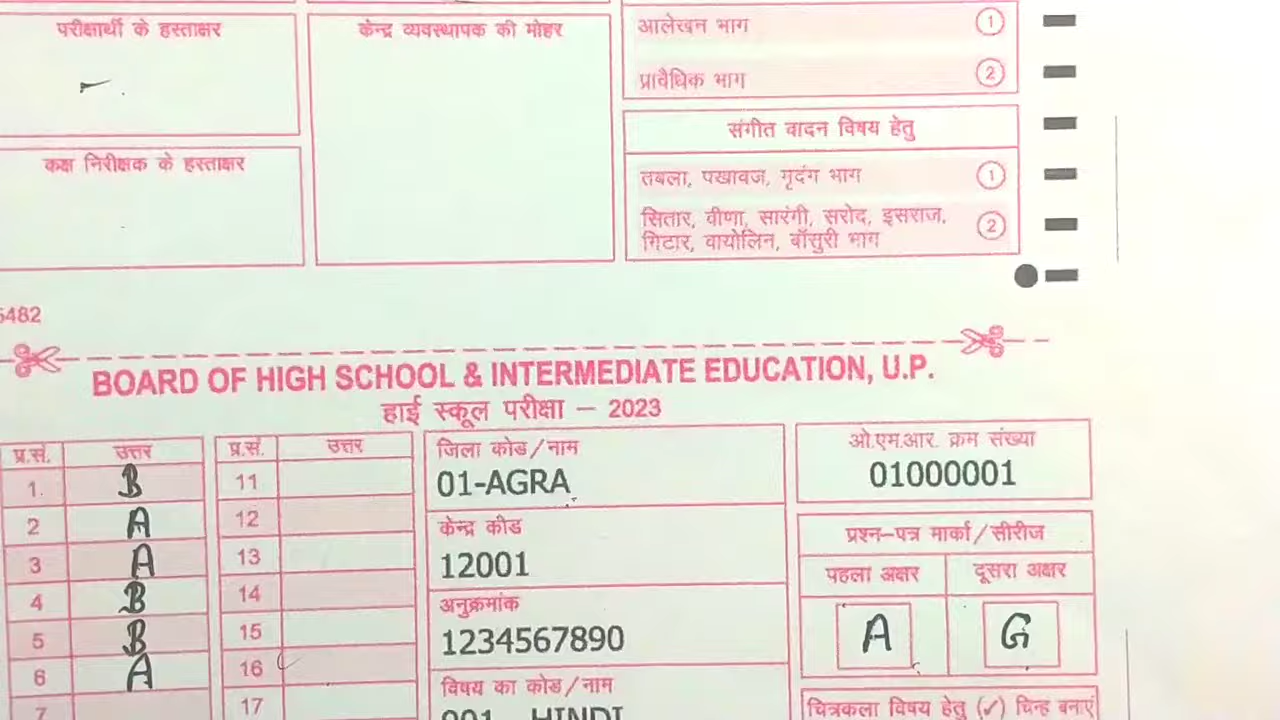 परीक्षार्थी के हस्ताक्षर
केन्द्र व्यवस्थापक की मोहर
आलेखन भाग 1
प्रावैधिक भाग 2
संगीत वादन विषय हेतु
कक्ष निरीक्षक के हस्ताक्षर
तबला, पखावज, मृदंग भाग 1
सितार, वीणा, सारंगी, सरोद, इसराज,
गिटार, वायोलिन, बाँसुरी भाग 2
5482
BOARD OF HIGH SCHOOL & INTERMEDIATE EDUCATION, U.P.
हाई स्कूल परीक्षा – 2023
प्र.सं. उत्तर
1. B
2 A
3 A
4 B
5 B
6 A
7
प्र.सं. उत्तर
11
12
13
14
15
16
17
जिला कोड/नाम
01-AGRA
केन्द्र कोड
12001
अनुक्रमांक
1234567890
विषय का कोड/नाम
001 HINDI
ओ.एम.आर. क्रम संख्या
01000001
प्रश्न-पत्र मार्का/सीरीज
पहला अक्षर दूसरा अक्षर
A G
चित्रकला विषय हेतु (✓) चिन्ह बनाएं